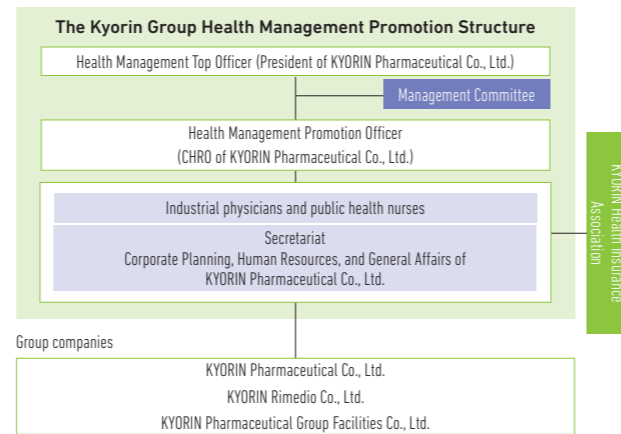 The Kyorin Group Health Management Promotion Structure
Health Management Top Officer (President of KYORIN Pharmaceutical Co., Ltd.)
Management Committee
Health Management Promotion Officer
(CHRO of KYORIN Pharmaceutical Co., Ltd.)
Industrial physicians and public health nurses
Secretariat
Corporate Planning, Human Resources, and General Affairs of
KYORIN Pharmaceutical Co., Ltd.
KYORIN Health Insurance
Association
Group companies
KYORIN Pharmaceutical Co., Ltd.
KYORIN Rimedio Co., Ltd.
KYORIN Pharmaceutical Group Facilities Co., Ltd.